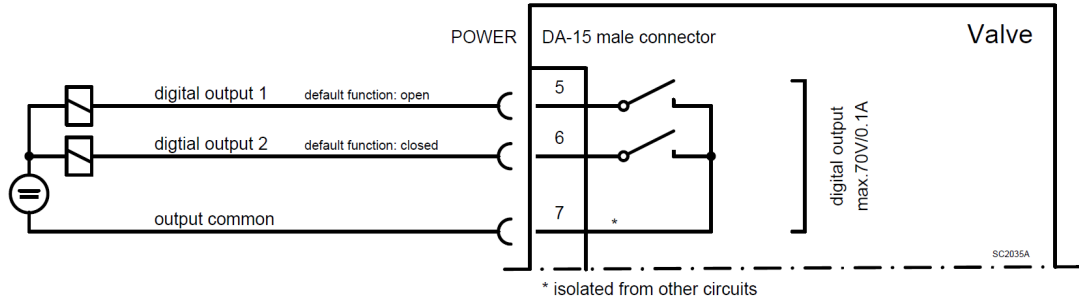 POWER DA-15 male connector Valve
digital output 1 default function: open 5
digtial output 2 default function: closed 6
output common 7 *
digital output
max.70V/0.1A
SC2035A
* isolated from other circuits